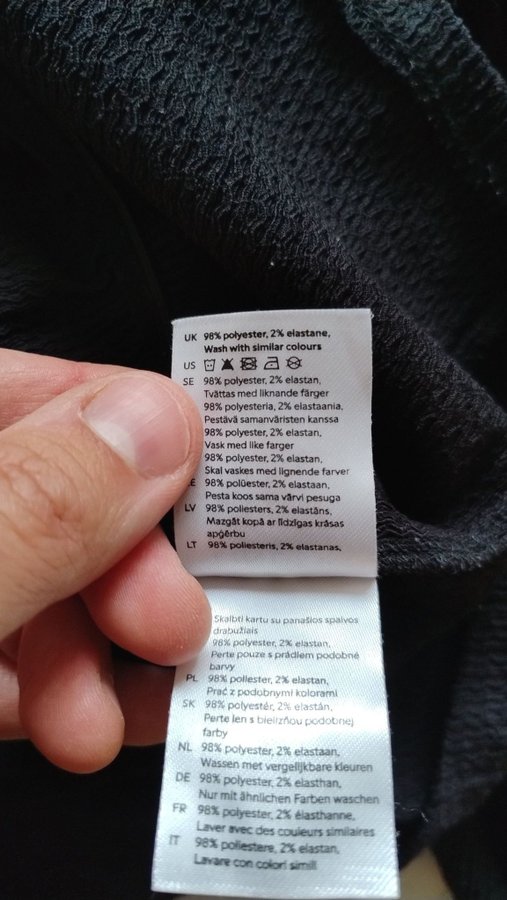 UK 98% polyester, 2% elastane,
Wash with similar colours
US
SE 98% polyester, 2% elastan,
Tvättas med liknande färger
98% polyesteria, 2% elastaania,
Pestävä samanväristen kanssa
98% polyester, 2% elastan,
Vask med like farger
98% polyester, 2% elastan,
Skal vaskes med lignende farver
E 98% polüester, 2% elastaan,
Pesta koos sama värvi pesuga
LV 98% poliesters, 2% elastāns,
Mazgāt kopā ar līdzīgas krāsas
apģērbu
LT 98% poliesteris, 2% elastanas,
Skalbti kartu su panašios spalvos
drabužiais
98% polyester, 2% elastan,
Perte pouze s prádlem podobné
barvy
PL 98% poliester, 2% elastan,
Prać z podobnymi kolorami
SK 98% polyestér, 2% elastán,
Perte len s bielizňou podobnej
farby
NL 98% polyester, 2% elastaan,
Wassen met vergelijkbare kleuren
DE 98% polyester, 2% elasthan,
Nur mit ähnlichen Farben waschen
FR 98% polyester, 2% élasthanne,
Laver avec des couleurs similaires
IT 98% poliestere, 2% elastan,
Lavare con colori simili